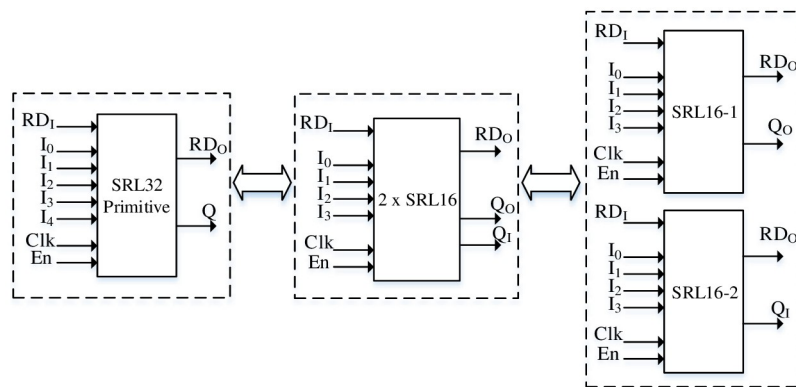 RD_I
I_0
I_1
I_2
I_3
I_4
Clk
En
SRL32
Primitive
RD_O
Q
RD_I
I_0
I_1
I_2
I_3
Clk
En
2 x SRL16
RD_O
Q_O
Q_I
RD_I
I_0
I_1
I_2
I_3
Clk
En
SRL16-1
RD_O
Q_O
RD_I
I_0
I_1
I_2
I_3
Clk
En
SRL16-2
RD_O
Q_I